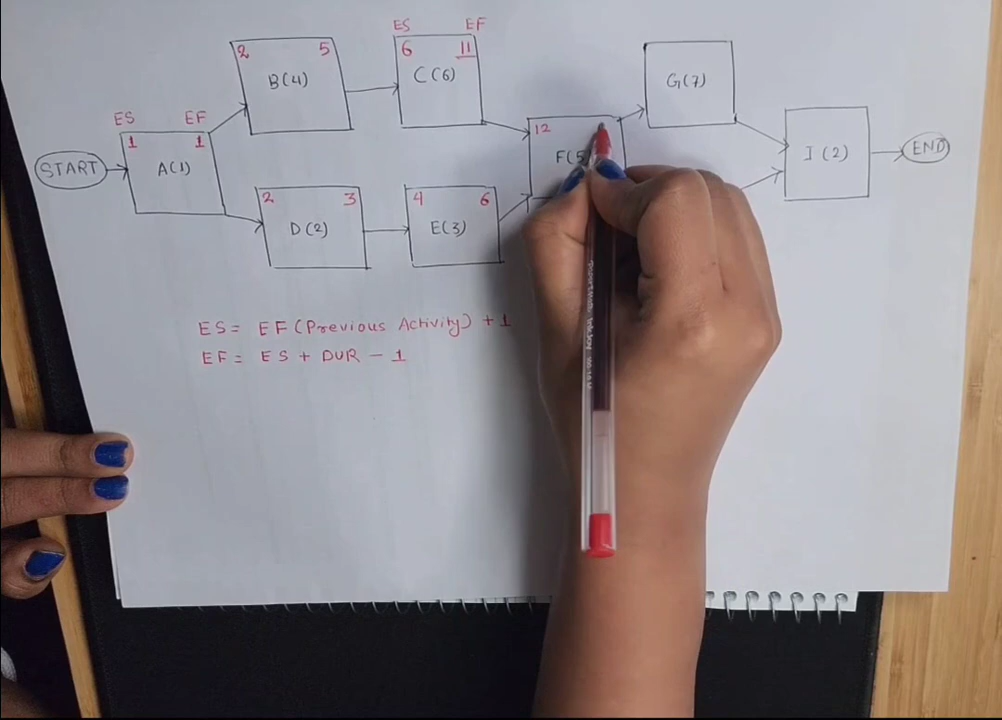 ES EF
2 5
B(4)
6 11
C(6)
G(7)
ES EF
1 1
A(1)
START
12
F(5
I(2)
END
2 3
D(2)
4 6
E(3)
ES = EF (Previous Activity) + 1
EF = ES + DUR - 1